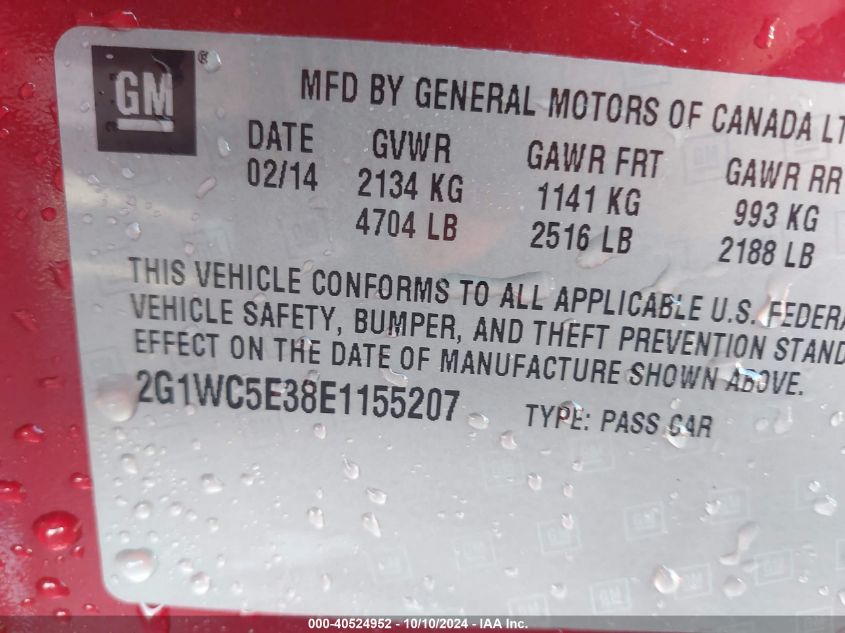 GM ®
MFD BY GENERAL MOTORS OF CANADA LT
DATE GVWR GAWR FRT GAWR RR
02/14 2134 KG 1141 KG 993 KG
4704 LB 2516 LB 2188 LB
THIS VEHICLE CONFORMS TO ALL APPLICABLE U.S. FEDERA
VEHICLE SAFETY, BUMPER, AND THEFT PREVENTION STAND
EFFECT ON THE DATE OF MANUFACTURE SHOWN ABOVE.
2G1WC5E38E1155207 TYPE: PASS CAR
000-40524952 - 10/10/2024 - IAA Inc.